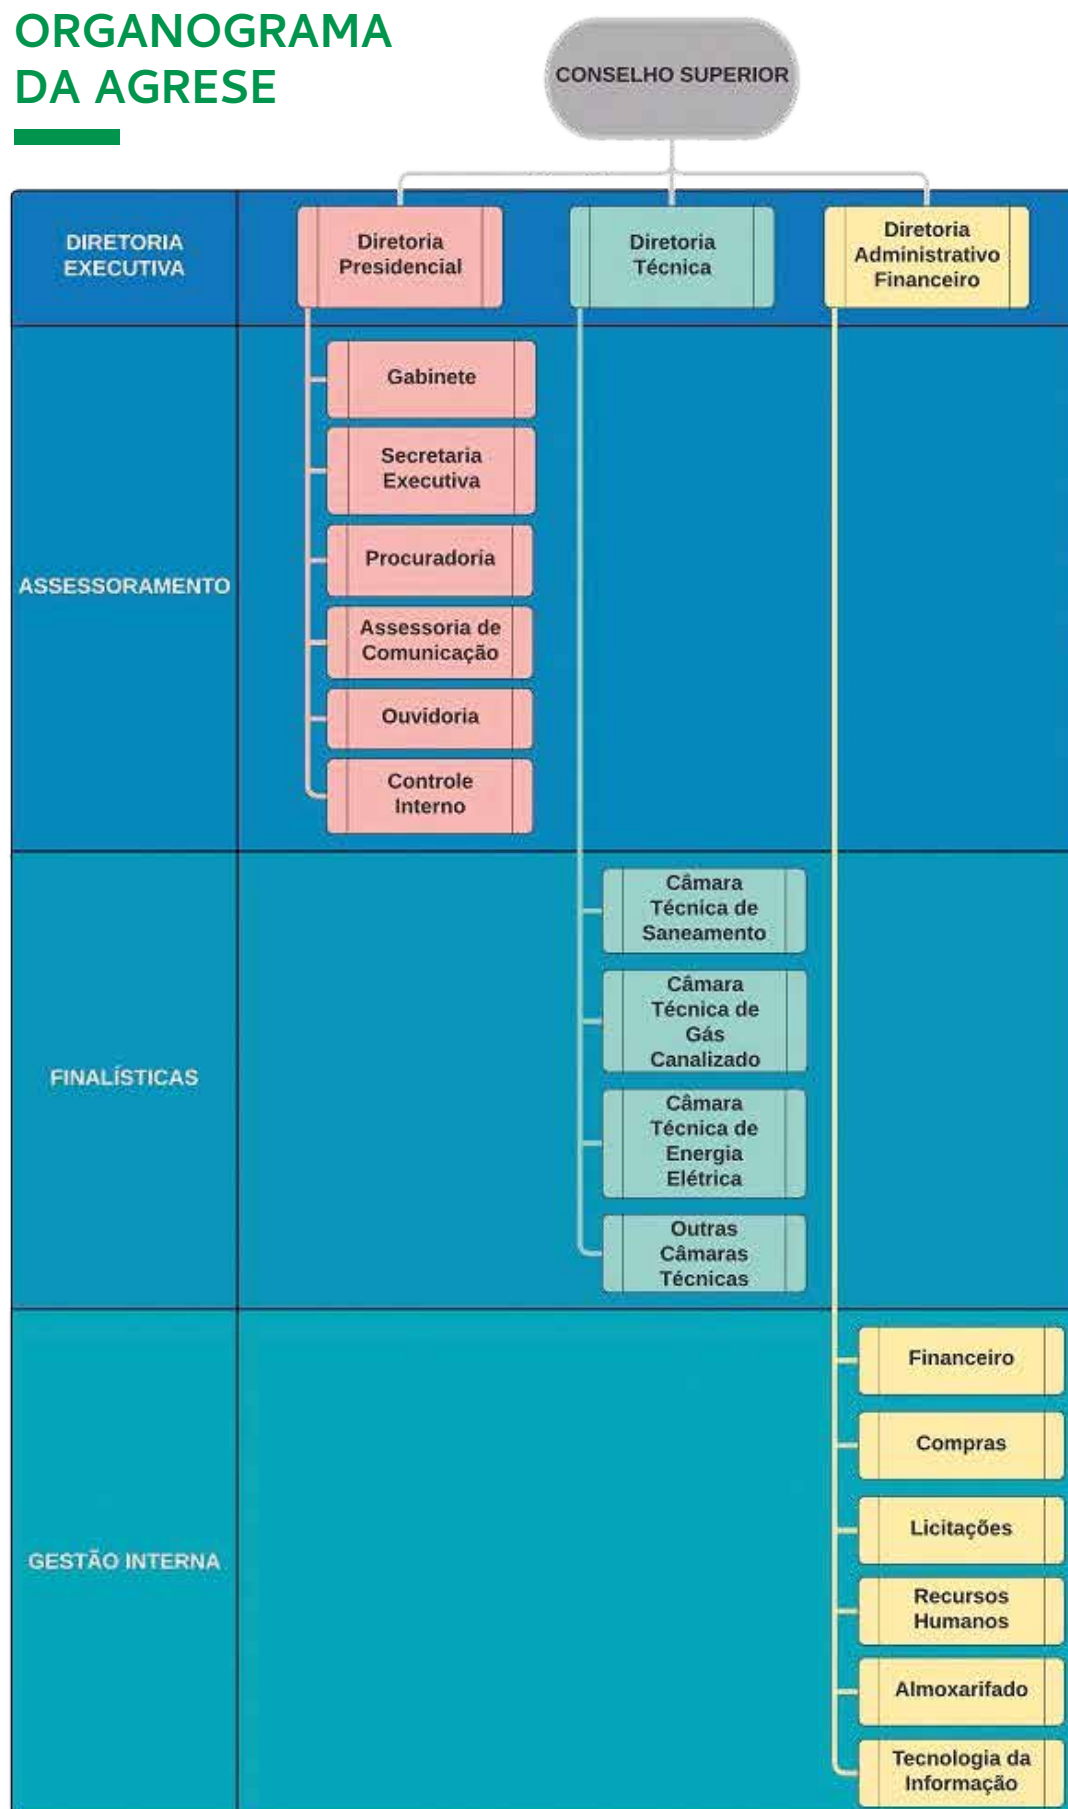 ORGANOGRAMA
DA AGRESE
CONSELHO SUPERIOR
DIRETORIA
EXECUTIVA
Diretoria
Presidencial
Diretoria
Técnica
Diretoria
Administrativo
Financeiro
ASSESSORAMENTO
Gabinete
Secretaria
Executiva
Procuradoria
Assessoria de
Comunicação
Ouvidoria
Controle
Interno
FINALÍSTICAS
Câmara
Técnica de
Saneamento
Câmara
Técnica de
Gás
Canalizado
Câmara
Técnica de
Energia
Elétrica
Outras
Câmaras
Técnicas
GESTÃO INTERNA
Financeiro
Compras
Licitações
Recursos
Humanos
Almoxarifado
Tecnologia da
Informação